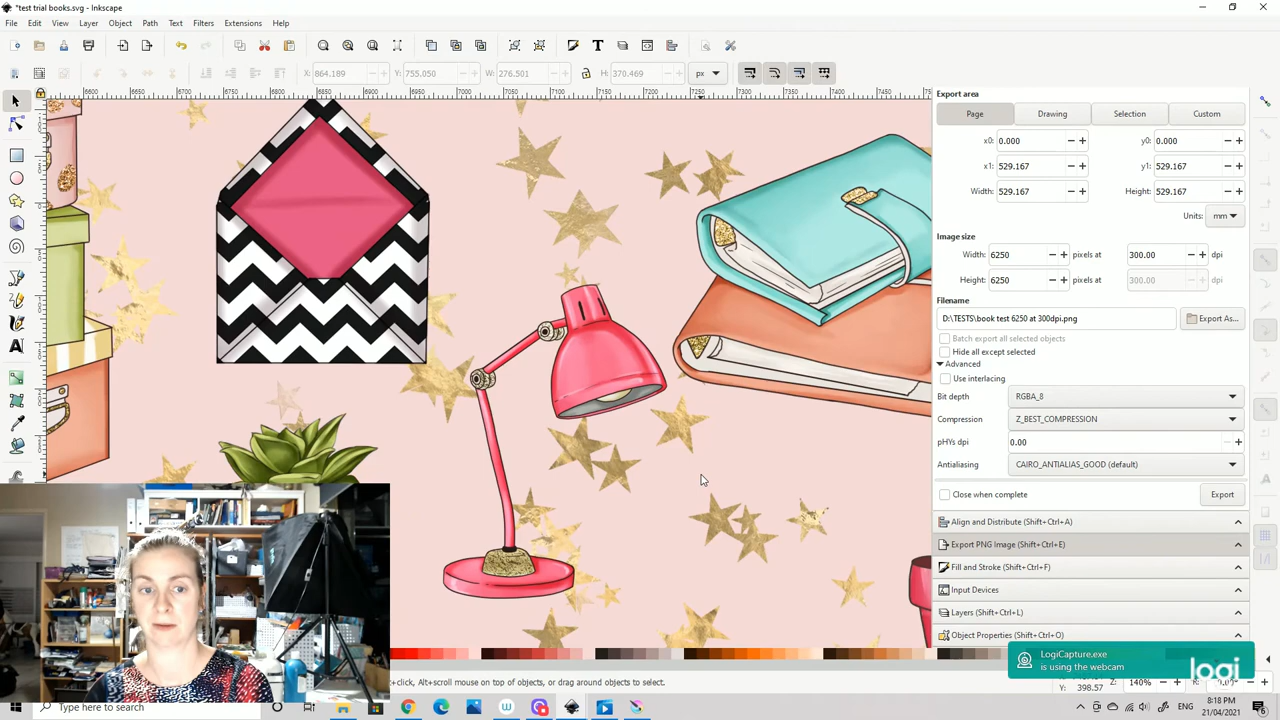 *test trial books.svg - Inkscape
File Edit View Layer Object Path Text Filters Extensions Help
X: 864.189 Y: 755.050 W: 276.501 H: 370.469 px
Export area
Page Drawing Selection Custom
x0: 0.000 y0: 0.000
x1: 529.167 y1: 529.167
Width: 529.167 Height: 529.167
Units: mm
Image size
Width: 6250 pixels at 300.00 dpi
Height: 6250 pixels at 300.00 dpi
Filename
D:\TESTS\book test 6250 at 300dpi.png Export As...
Batch export all selected objects
Hide all except selected
Advanced
Use interlacing
Bit depth RGBA_8
Compression Z_BEST_COMPRESSION
pHYs dpi 0.00
Antialiasing CAIRO_ANTIALIAS_GOOD (default)
Close when complete Export
Align and Distribute (Shift+Ctrl+A)
Export PNG Image (Shift+Ctrl+E)
Fill and Stroke (Shift+Ctrl+F)
Input Devices
Layers (Shift+Ctrl+L)
Object Properties (Shift+Ctrl+O)
LogiCapture.exe
is using the webcam
logi
click, Alt+scroll mouse on top of objects, or drag around objects to select.
Y: 398.57 Z: 140%
Type here to search
ENG 8:18 PM
21/04/2021